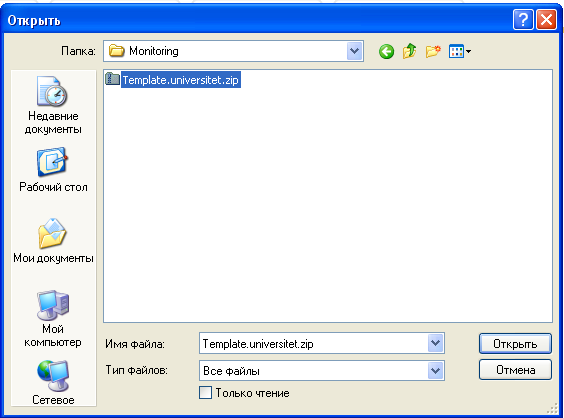 Открыть
Папка:
Monitoring
Template.universitet.zip
Недавние
документы
Рабочий стол
Мои документы
Мой
компьютер
Сетевое
Имя файла:
Template.universitet.zip
Открыть
Тип файлов:
Все файлы
Отмена
Только чтение